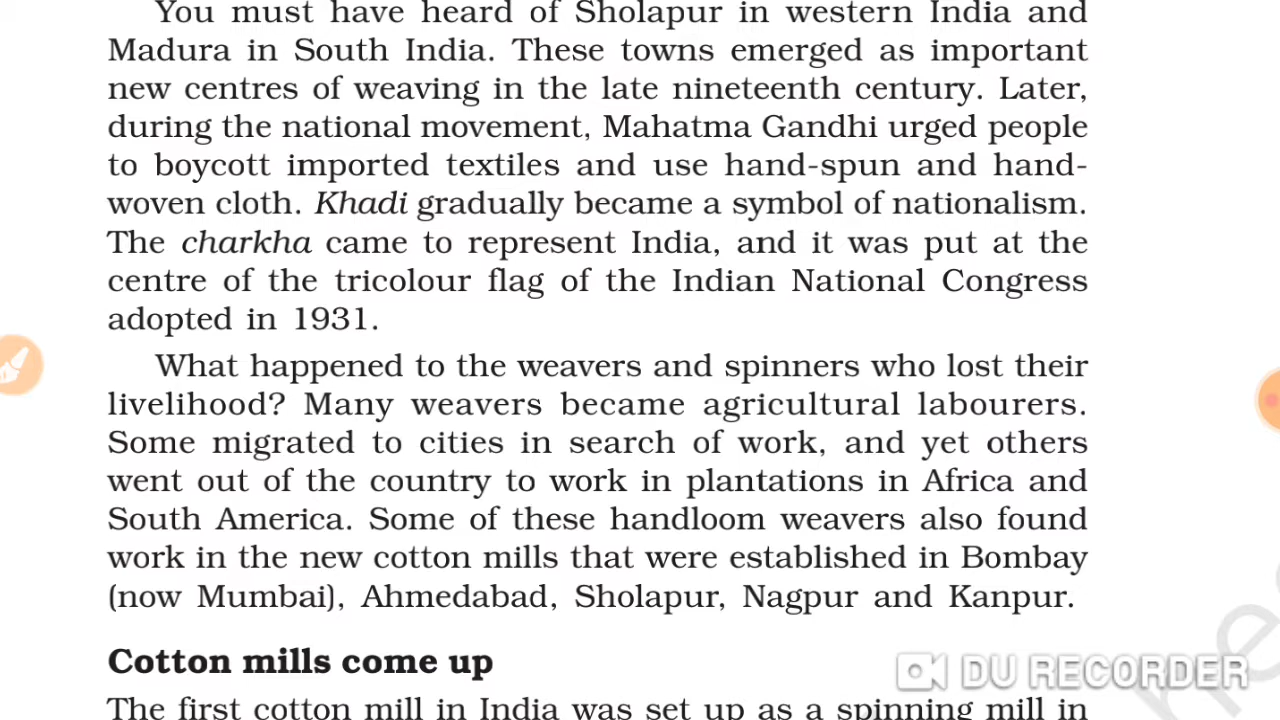 You must have heard of Sholapur in western India and
Madura in South India. These towns emerged as important
new centres of weaving in the late nineteenth century. Later,
during the national movement, Mahatma Gandhi urged people
to boycott imported textiles and use hand-spun and hand-
woven cloth. Khadi gradually became a symbol of nationalism.
The charkha came to represent India, and it was put at the
centre of the tricolour flag of the Indian National Congress
adopted in 1931.
What happened to the weavers and spinners who lost their
livelihood? Many weavers became agricultural labourers.
Some migrated to cities in search of work, and yet others
went out of the country to work in plantations in Africa and
South America. Some of these handloom weavers also found
work in the new cotton mills that were established in Bombay
(now Mumbai), Ahmedabad, Sholapur, Nagpur and Kanpur.
Cotton mills come up
DU RECORDER
The first cotton mill in India was set up as a spinning mill in